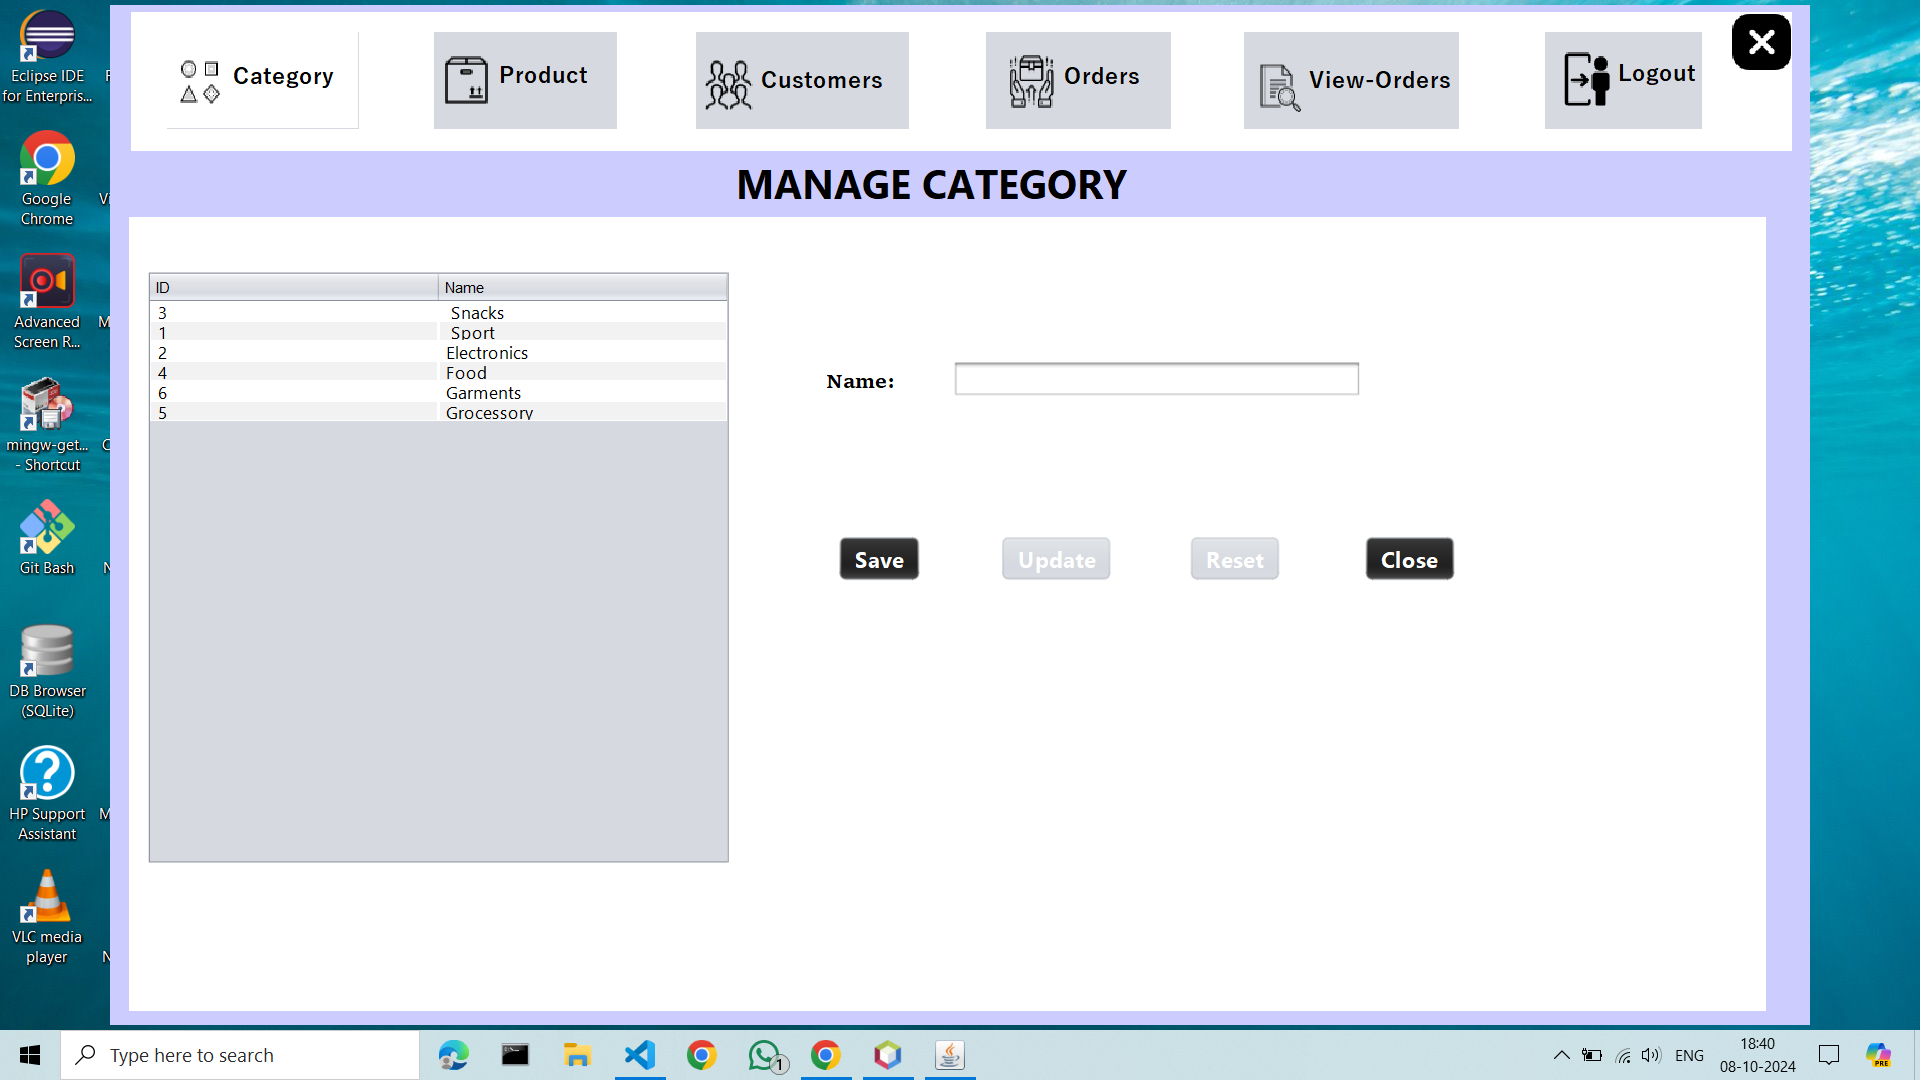 Category
Product
Customers
Orders
View-Orders
Logout
MANAGE CATEGORY
ID Name
3 Snacks
1 Sport
2 Electronics
4 Food
6 Garments
5 Grocessory
Name:
Save
Update
Reset
Close
Eclipse IDE
for Enterpris...
Google
Chrome
Advanced
Screen R...
mingw-get...
- Shortcut
Git Bash
DB Browser
(SQLite)
HP Support
Assistant
VLC media
player
Type here to search
1
ENG
18:40
08-10-2024
PRE